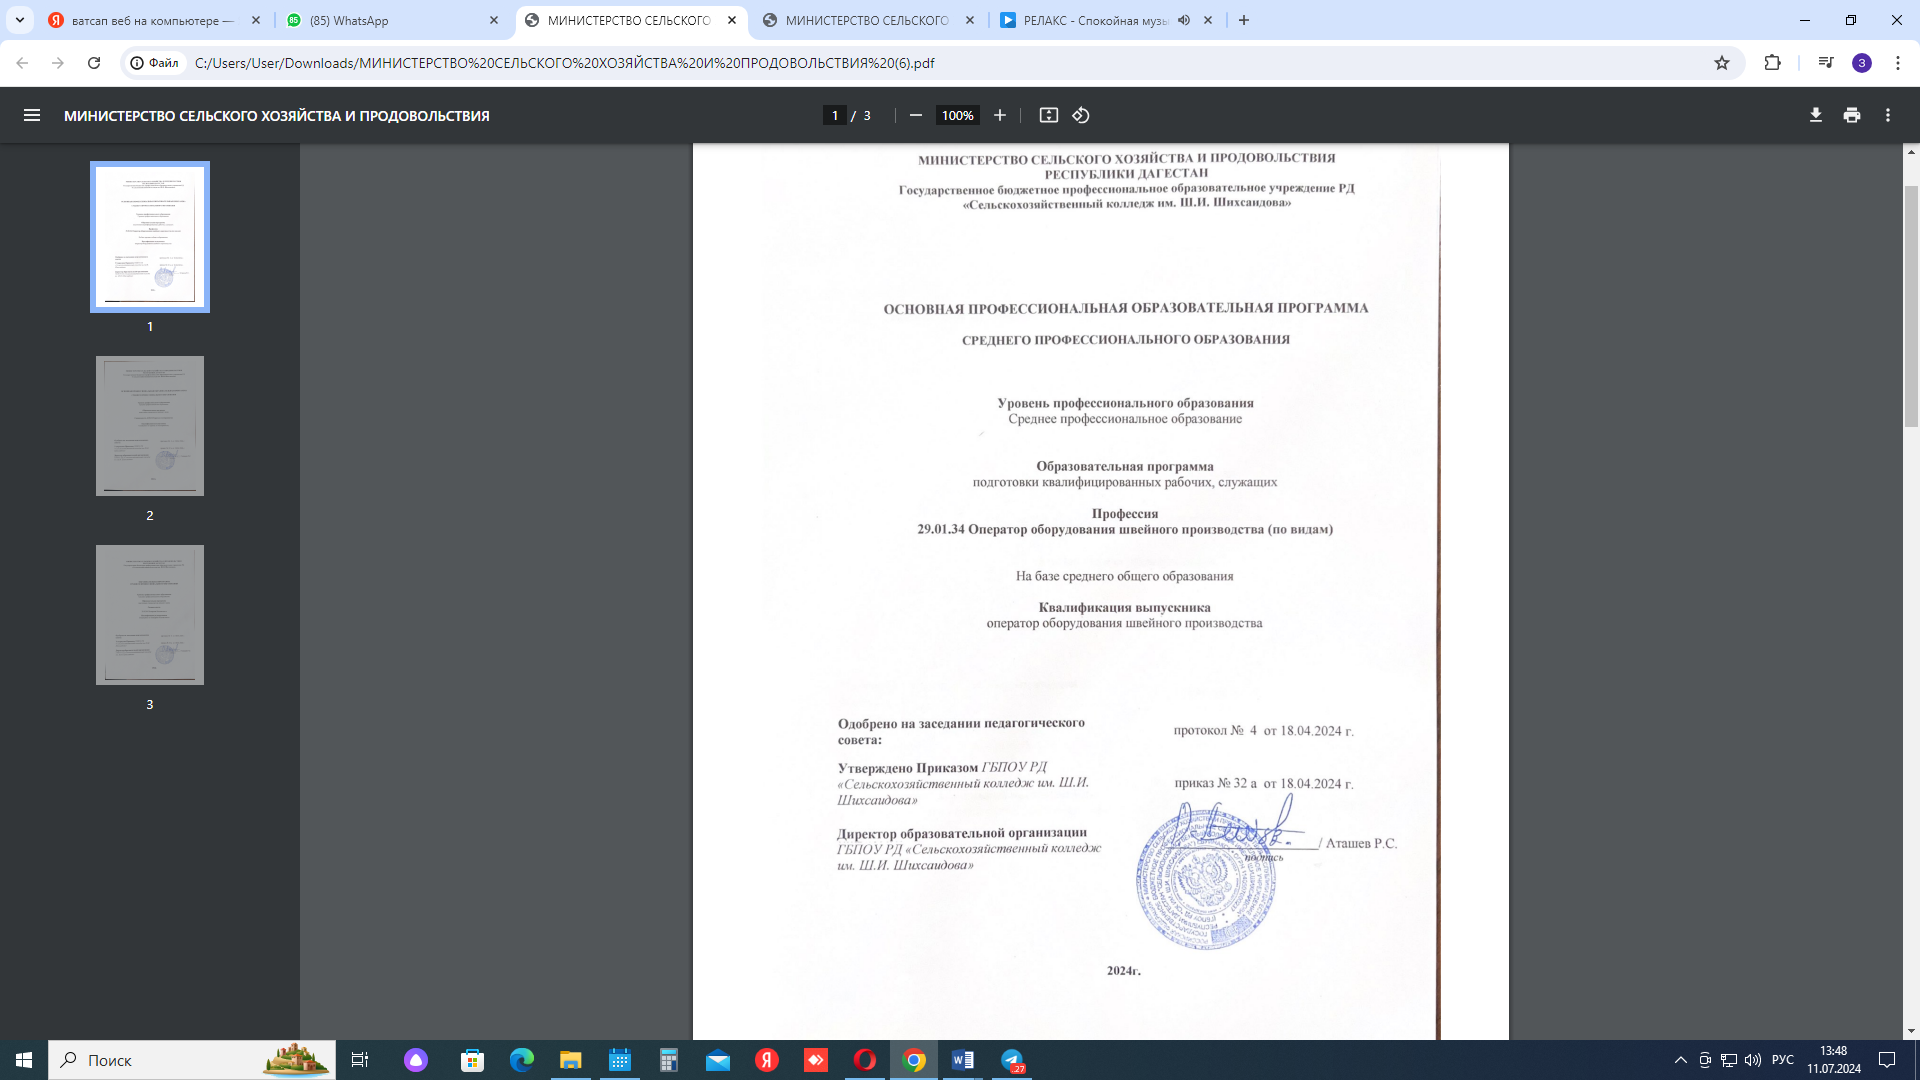 ватсап веб на компьютере —
(85) WhatsApp
МИНИСТЕРСТВО СЕЛЬСКОГО
МИНИСТЕРСТВО СЕЛЬСКОГО
РЕЛАКС - Спокойная музы
Файл
C:/Users/User/Downloads/МИНИСТЕРСТВО%20СЕЛЬСКОГО%20ХОЗЯЙСТВА%20И%20ПРОДОВОЛЬСТВИЯ%20(6).pdf
З
МИНИСТЕРСТВО СЕЛЬСКОГО ХОЗЯЙСТВА И ПРОДОВОЛЬСТВИЯ
1 / 3
100%
1
2
3
МИНИСТЕРСТВО СЕЛЬСКОГО ХОЗЯЙСТВА И ПРОДОВОЛЬСТВИЯ
РЕСПУБЛИКИ ДАГЕСТАН
Государственное бюджетное профессиональное образовательное учреждение РД
«Сельскохозяйственный колледж им. Ш.И. Шихсаидова»
ОСНОВНАЯ ПРОФЕССИОНАЛЬНАЯ ОБРАЗОВАТЕЛЬНАЯ ПРОГРАММА
СРЕДНЕГО ПРОФЕССИОНАЛЬНОГО ОБРАЗОВАНИЯ
Уровень профессионального образования
Среднее профессиональное образование
Образовательная программа
подготовки квалифицированных рабочих, служащих
Профессия
29.01.34 Оператор оборудования швейного производства (по видам)
На базе среднего общего образования
Квалификация выпускника
оператор оборудования швейного производства
Одобрено на заседании педагогического
совета:
протокол № 4 от 18.04.2024 г.
Утверждено Приказом ГБПОУ РД
«Сельскохозяйственный колледж им. Ш.И.
Шихсаидова»
приказ № 32 а от 18.04.2024 г.
Директор образовательной организации
ГБПОУ РД «Сельскохозяйственный колледж
им. Ш.И. Шихсаидова»
/ Аташев Р.С.
подпись
2024г.
Поиск
27
РУС
13:48
11.07.2024